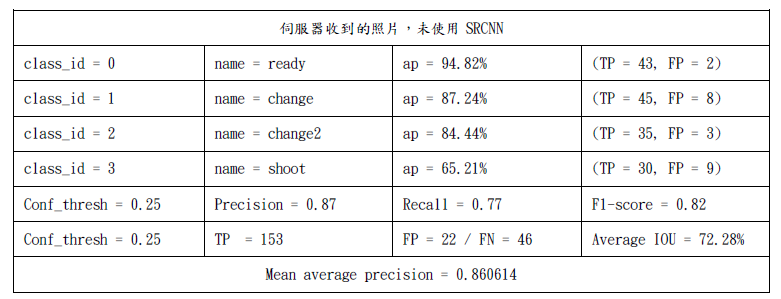 伺服器收到的照片，未使用 SRCNN
class_id = 0 name = ready ap = 94.82% (TP = 43, FP = 2)
class_id = 1 name = change ap = 87.24% (TP = 45, FP = 8)
class_id = 2 name = change2 ap = 84.44% (TP = 35, FP = 3)
class_id = 3 name = shoot ap = 65.21% (TP = 30, FP = 9)
Conf_thresh = 0.25 Precision = 0.87 Recall = 0.77 F1-score = 0.82
Conf_thresh = 0.25 TP = 153 FP = 22 / FN = 46 Average IOU = 72.28%
Mean average precision = 0.860614